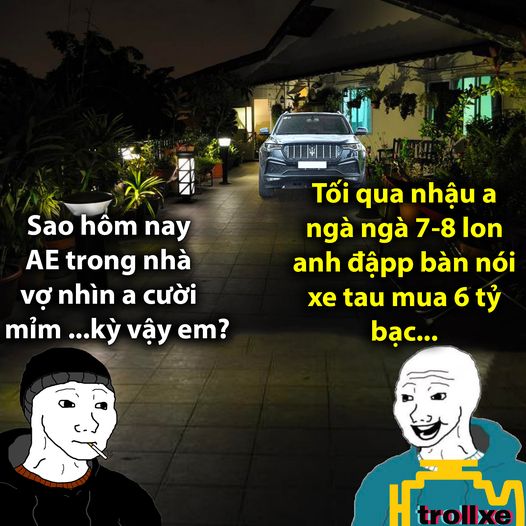 Sao hôm nay
AE trong nhà
vợ nhìn a cười
mỉm ...kỳ vậy em?
Tối qua nhậu a
ngà ngà 7-8 lon
anh đậpp bàn nói
xe tau mua 6 tỷ
bạc...
trollxe